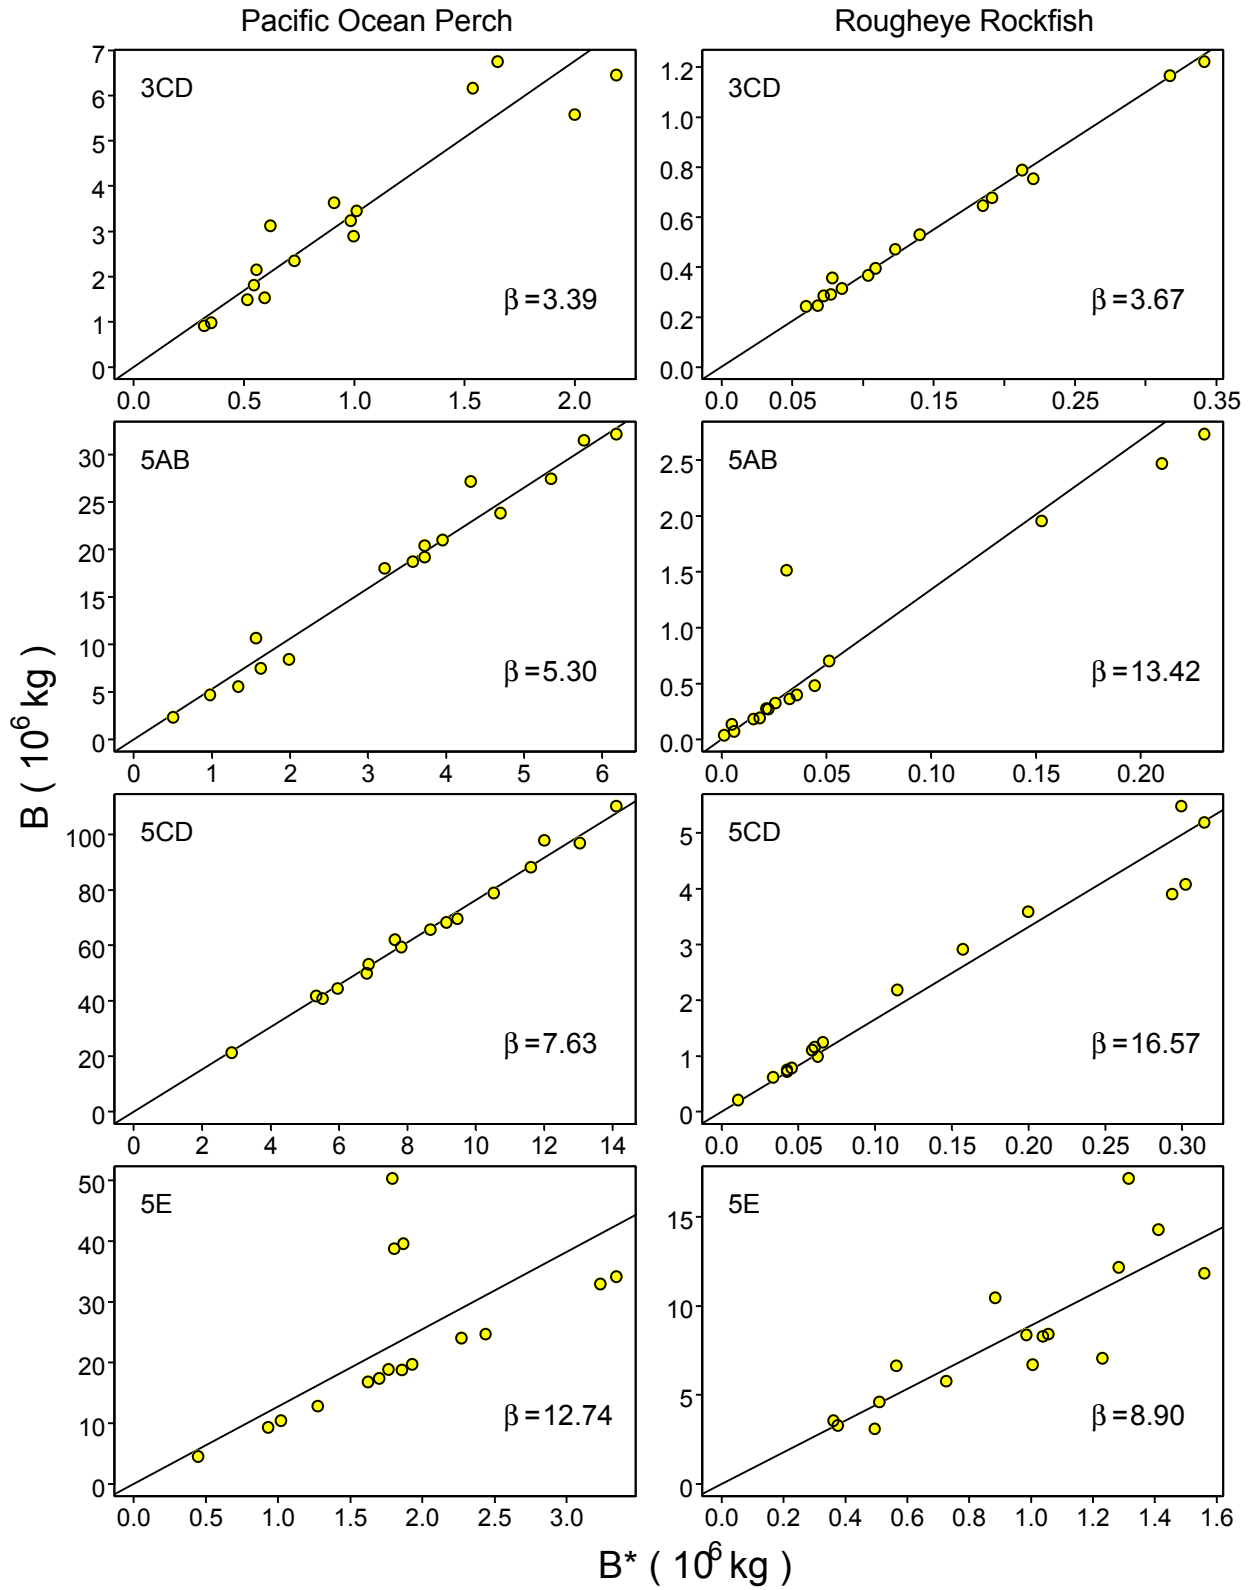 Pacific Ocean Perch
Rougheye Rockfish
3CD
β=3.39
0 1 2 3 4 5 6 7
0.0 0.5 1.0 1.5 2.0
3CD
β=3.67
0.0 0.2 0.4 0.6 0.8 1.0 1.2
0.0 0.05 0.15 0.25 0.35
5AB
β=5.30
0 5 10 15 20 25 30
0 1 2 3 4 5 6
5AB
β=13.42
0.0 0.5 1.0 1.5 2.0 2.5
0.0 0.05 0.10 0.15 0.20
5CD
β=7.63
0 20 40 60 80 100
0 2 4 6 8 10 12 14
5CD
β=16.57
0 1 2 3 4 5
0.0 0.05 0.10 0.15 0.20 0.25 0.30
5E
β=12.74
0 10 20 30 40 50
0.0 0.5 1.0 1.5 2.0 2.5 3.0
5E
β=8.90
0 5 10 15
0.0 0.2 0.4 0.6 0.8 1.0 1.2 1.4 1.6
B ( 10⁶ kg )
B* ( 10⁶ kg )